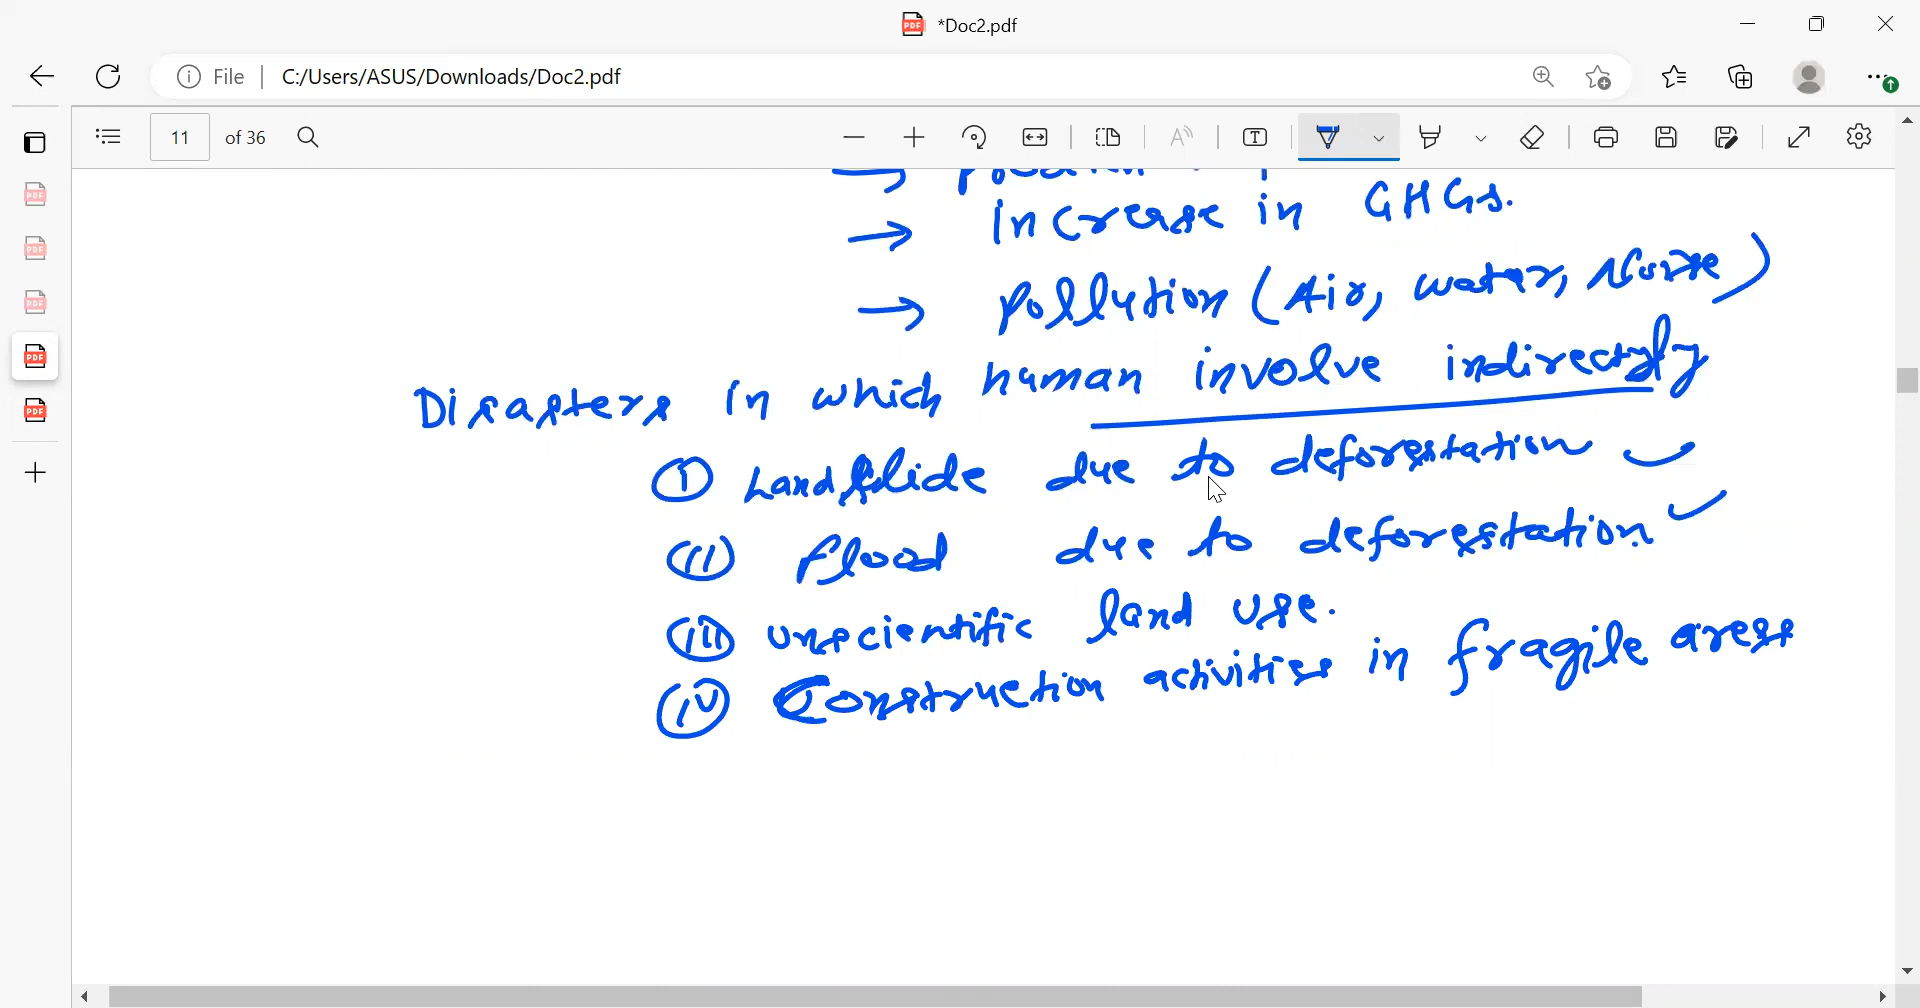 *Doc2.pdf
File C:/Users/ASUS/Downloads/Doc2.pdf
11 of 36
→ Increase in GHGs.
→ Pollution (Air, water, Noise)
Disasters in which human involve indirectly
(I) Landslide due to deforestation
(II) flood due to deforestation
(III) unscientific land use.
(IV) Construction activities in fragile areas